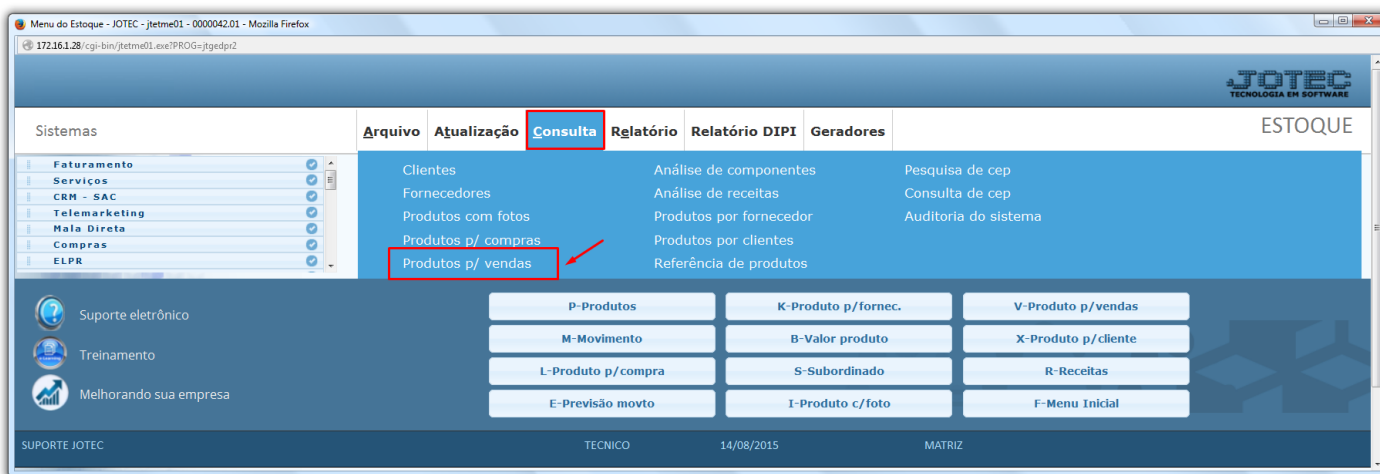 Menu do Estoque - JOTEC - jtetme01 - 0000042.01 - Mozilla Firefox
172.16.1.28/cgi-bin/jtetme01.exe?PROG=jtgedpr2
JOTEC
TECNOLOGIA EM SOFTWARE
Sistemas
Arquivo Atualização Consulta Relatório Relatório DIPI Geradores
ESTOQUE
Faturamento
Serviços
CRM - SAC
Telemarketing
Mala Direta
Compras
ELPR
Clientes
Fornecedores
Produtos com fotos
Produtos p/ compras
Produtos p/ vendas
Análise de componentes
Análise de receitas
Produtos por fornecedor
Produtos por clientes
Referência de produtos
Pesquisa de cep
Consulta de cep
Auditoria do sistema
Suporte eletrônico
Treinamento
Melhorando sua empresa
P-Produtos K-Produto p/fornec. V-Produto p/vendas
M-Movimento B-Valor produto X-Produto p/cliente
L-Produto p/compra S-Subordinado R-Receitas
E-Previsão movto I-Produto c/foto F-Menu Inicial
SUPORTE JOTEC TECNICO 14/08/2015 MATRIZ